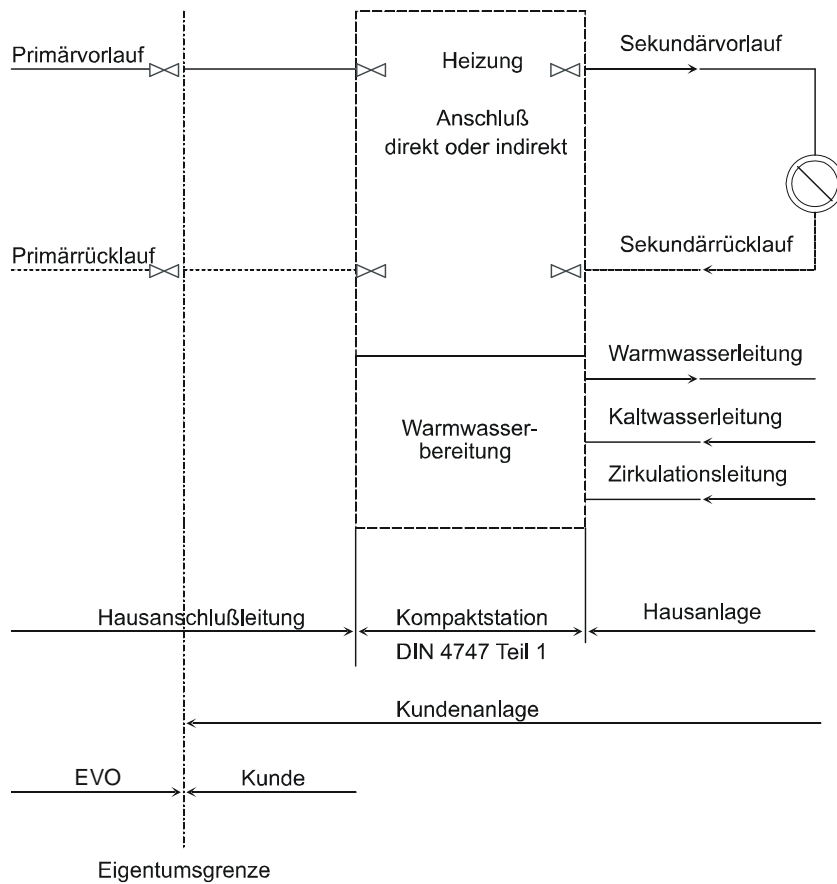 Primärvorlauf
Heizung
Sekundärvorlauf
Anschluß
direkt oder indirekt
Primärrücklauf
Sekundärrücklauf
Warmwasserleitung
Warmwasser-
bereitung
Kaltwasserleitung
Zirkulationsleitung
Hausanschlußleitung
Kompaktstation
Hausanlage
DIN 4747 Teil 1
Kundenanlage
EVO
Kunde
Eigentumsgrenze